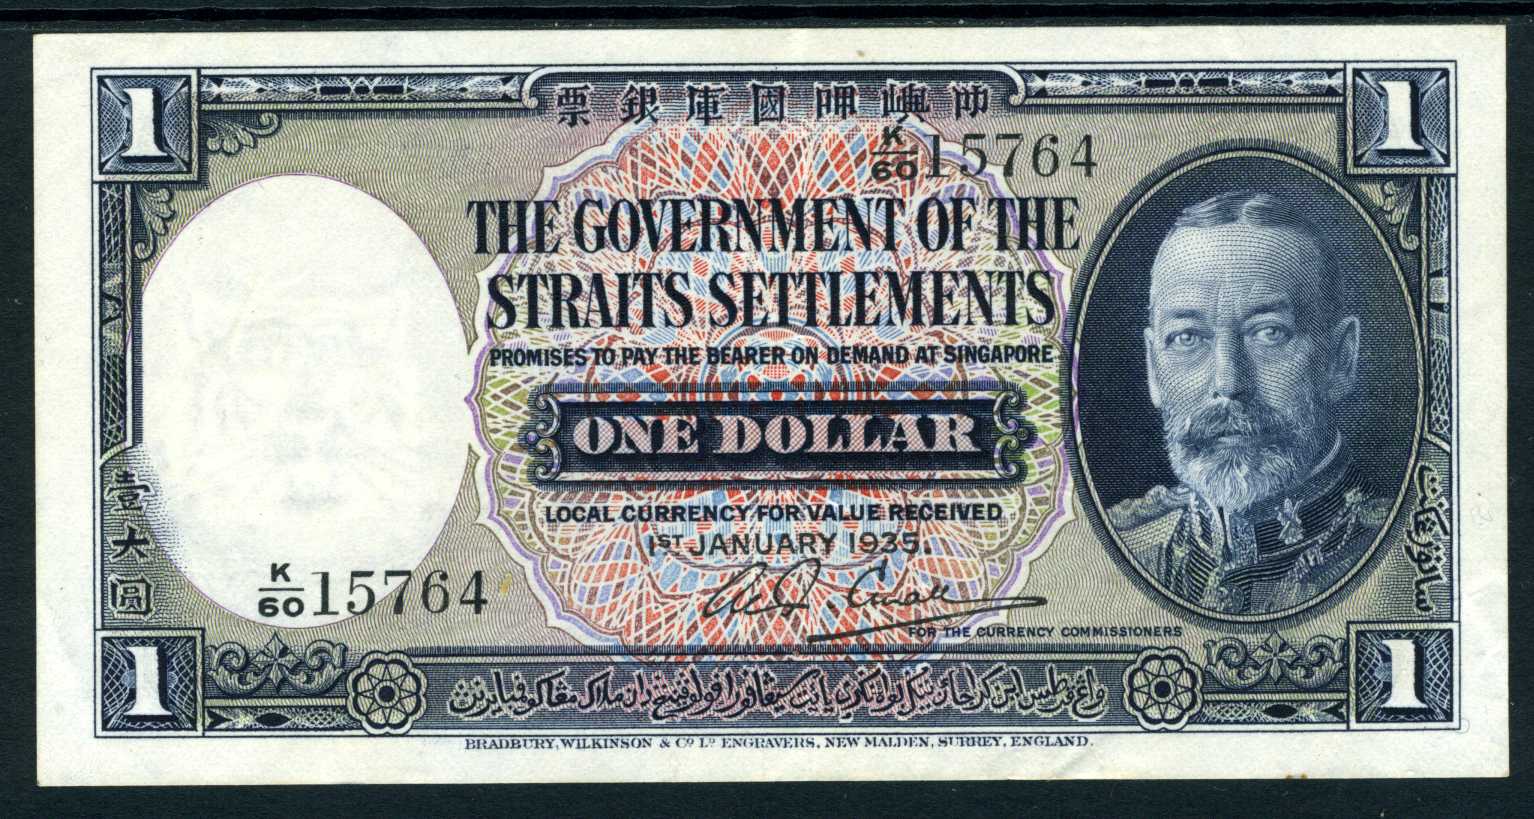 1
1
叻嶼呷國庫銀票
K/60 15764
THE GOVERNMENT OF THE
STRAITS SETTLEMENTS
PROMISES TO PAY THE BEARER ON DEMAND AT SINGAPORE
ONE DOLLAR
LOCAL CURRENCY FOR VALUE RECEIVED
1ST JANUARY 1935.
壹大圓
K/60 15764
FOR THE CURRENCY COMMISSIONERS
1
1
BRADBURY, WILKINSON & Cº Lº ENGRAVERS, NEW MALDEN, SURREY, ENGLAND.